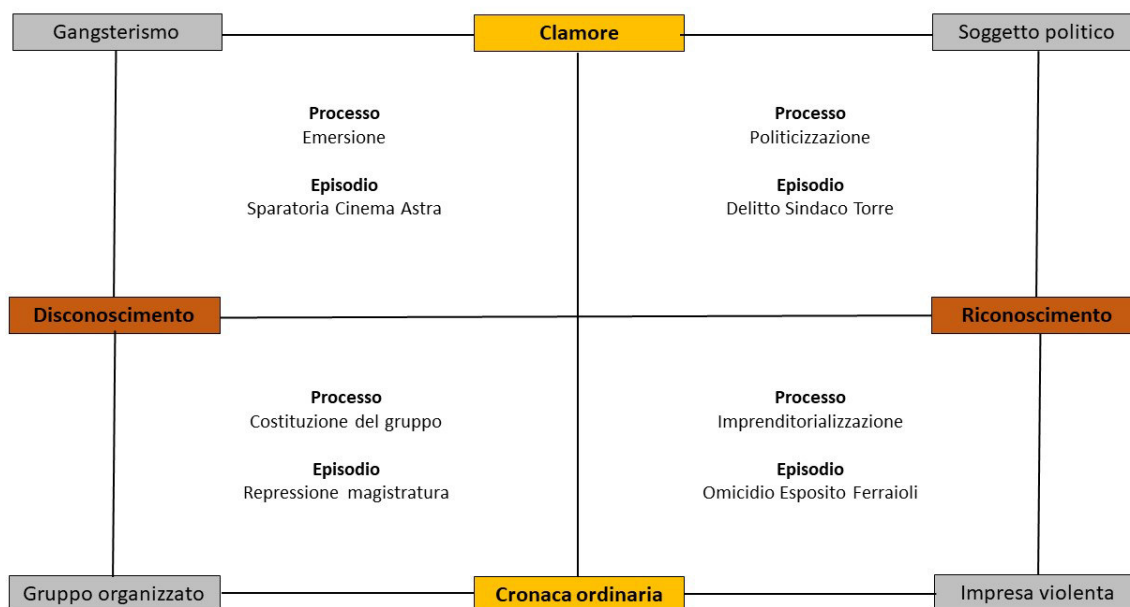 Gangsterismo
Clamore
Soggetto politico
Processo
Emersione
Episodio
Sparatoria Cinema Astra
Processo
Politicizzazione
Episodio
Delitto Sindaco Torre
Disconoscimento
Riconoscimento
Processo
Costituzione del gruppo
Episodio
Repressione magistratura
Processo
Imprenditorializzazione
Episodio
Omicidio Esposito Ferraioli
Gruppo organizzato
Cronaca ordinaria
Impresa violenta